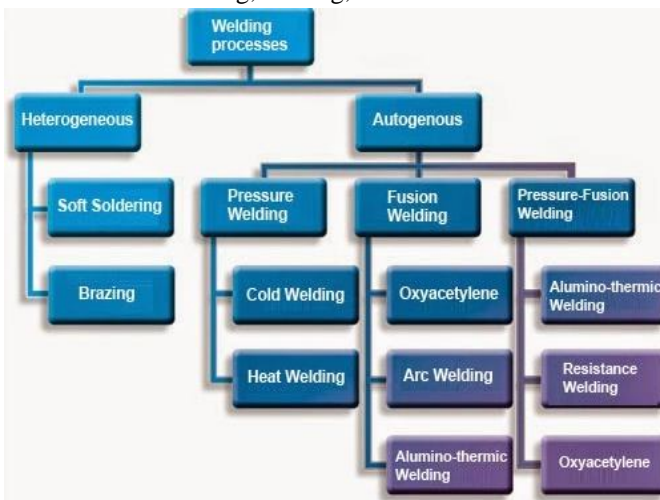 Welding
processes
Heterogeneous
Autogenous
Soft Soldering
Brazing
Pressure
Welding
Fusion
Welding
Pressure-Fusion
Welding
Cold Welding
Heat Welding
Oxyacetylene
Arc Welding
Alumino-thermic
Welding
Alumino-thermic
Welding
Resistance
Welding
Oxyacetylene